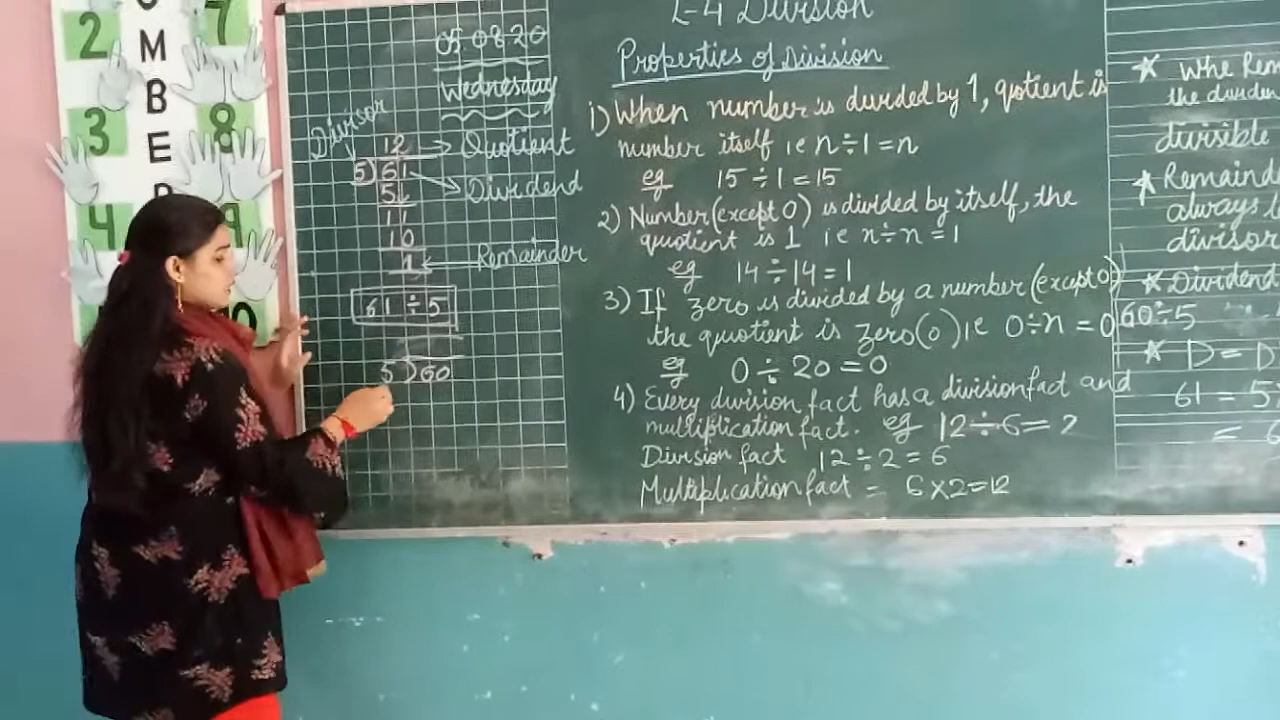 2
7
M
B
E
3
8
4
9
10
05.08.20
Wednesday
Divisor
12 → Quotient
5)61
Dividend
5↓
11
10
1 ← Remainder
61 ÷ 5
5)60
L-4 Division
Properties of Division
1) When number is divided by 1, quotient is
number itself ie n÷1=n
eg 15÷1=15
2) Number(except 0) is divided by itself, the
quotient is 1 ie n÷n=1
eg 14÷14=1
3) If zero is divided by a number (except 0)
the quotient is zero(0) ie 0÷n=0
eg 0÷20=0
4) Every division fact has a division fact and
multiplication fact. eg 12÷6=2
Division fact 12÷2=6
Multiplication fact = 6×2=12
the
divisible
always
divisor
Dividend
60÷5
D=D
61=5
=